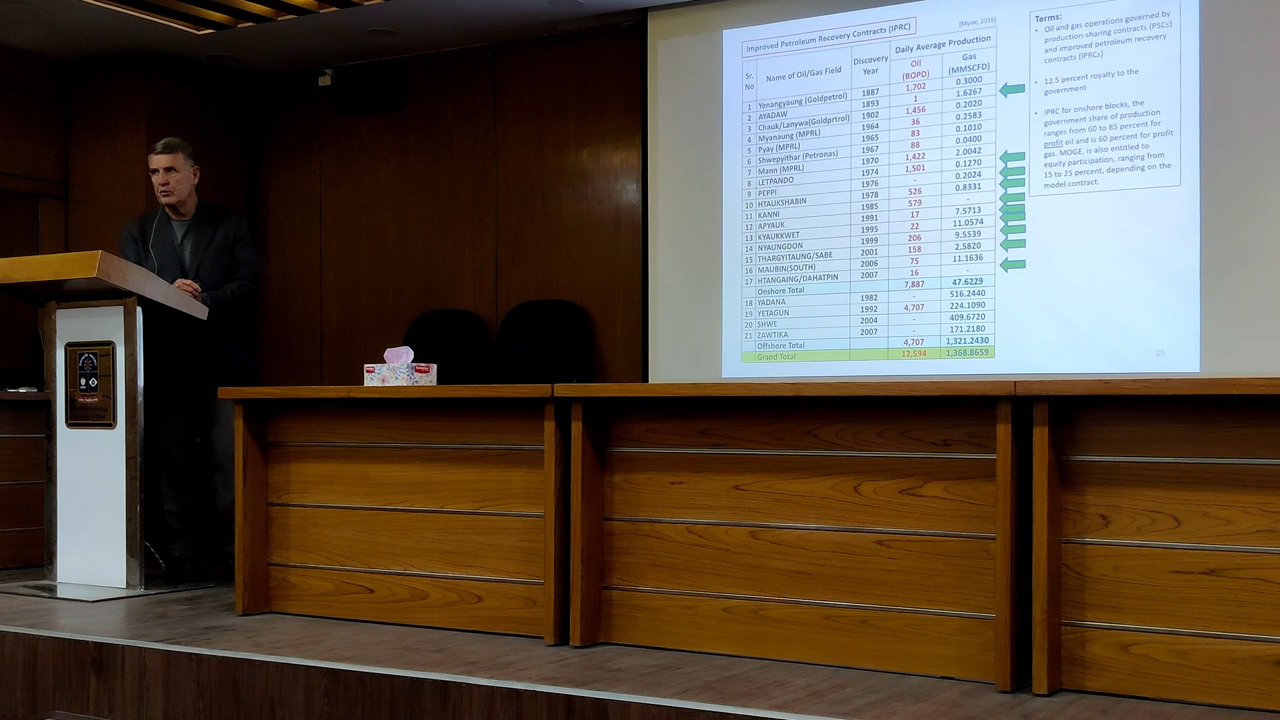 Improved Petroleum Recovery Contracts (IPRC)
(Myint, 2016)
Sr. No Name of Oil/Gas Field Discovery Year Daily Average Production
Oil (BOPD) Gas (MMSCFD)
1 Yenangyaung (Goldpetrol) 1887 1,702 0.3000
2 AYADAW 1893 1 1.6267
3 Chauk/Lanywa(Goldprtrol) 1902 1,456 0.2020
4 Myanaung (MPRL) 1964 36 0.2583
5 Pyay (MPRL) 1965 83 0.1010
6 Shwepyithar (Petronas) 1967 88 0.0400
7 Mann (MPRL) 1970 1,422 2.0042
8 LETPANDO 1974 1,501 0.1270
9 PEPPI 1976 - 0.2024
10 HTAUKSHABIN 1978 526 0.8331
11 KANNI 1985 579 -
12 APYAUK 1991 17 7.5713
13 KYAUKKWET 1995 22 11.0574
14 NYAUNGDON 1999 206 9.5539
15 THARGYITAUNG/SABE 2001 158 2.5820
16 MAUBIN(SOUTH) 2006 75 11.1636
17 HTANGAING/DAHATPIN 2007 16 -
Onshore Total 7,887 47.6229
18 YADANA 1982 - 516.2440
19 YETAGUN 1992 4,707 224.1090
20 SHWE 2004 - 409.6720
21 ZAWTIKA 2007 - 171.2180
Offshore Total 4,707 1,321.2430
Grand Total 12,594 1,368.8659
Terms:
• Oil and gas operations governed by
production-sharing contracts (PSCs)
and improved petroleum recovery
contracts (IPRCs)
• 12.5 percent royalty to the
government
• IPRC for onshore blocks, the
government share of production
ranges from 60 to 85 percent for
profit oil and is 60 percent for profit
gas. MOGE, is also entitled to
equity participation, ranging from
15 to 25 percent, depending on the
model contract.
15